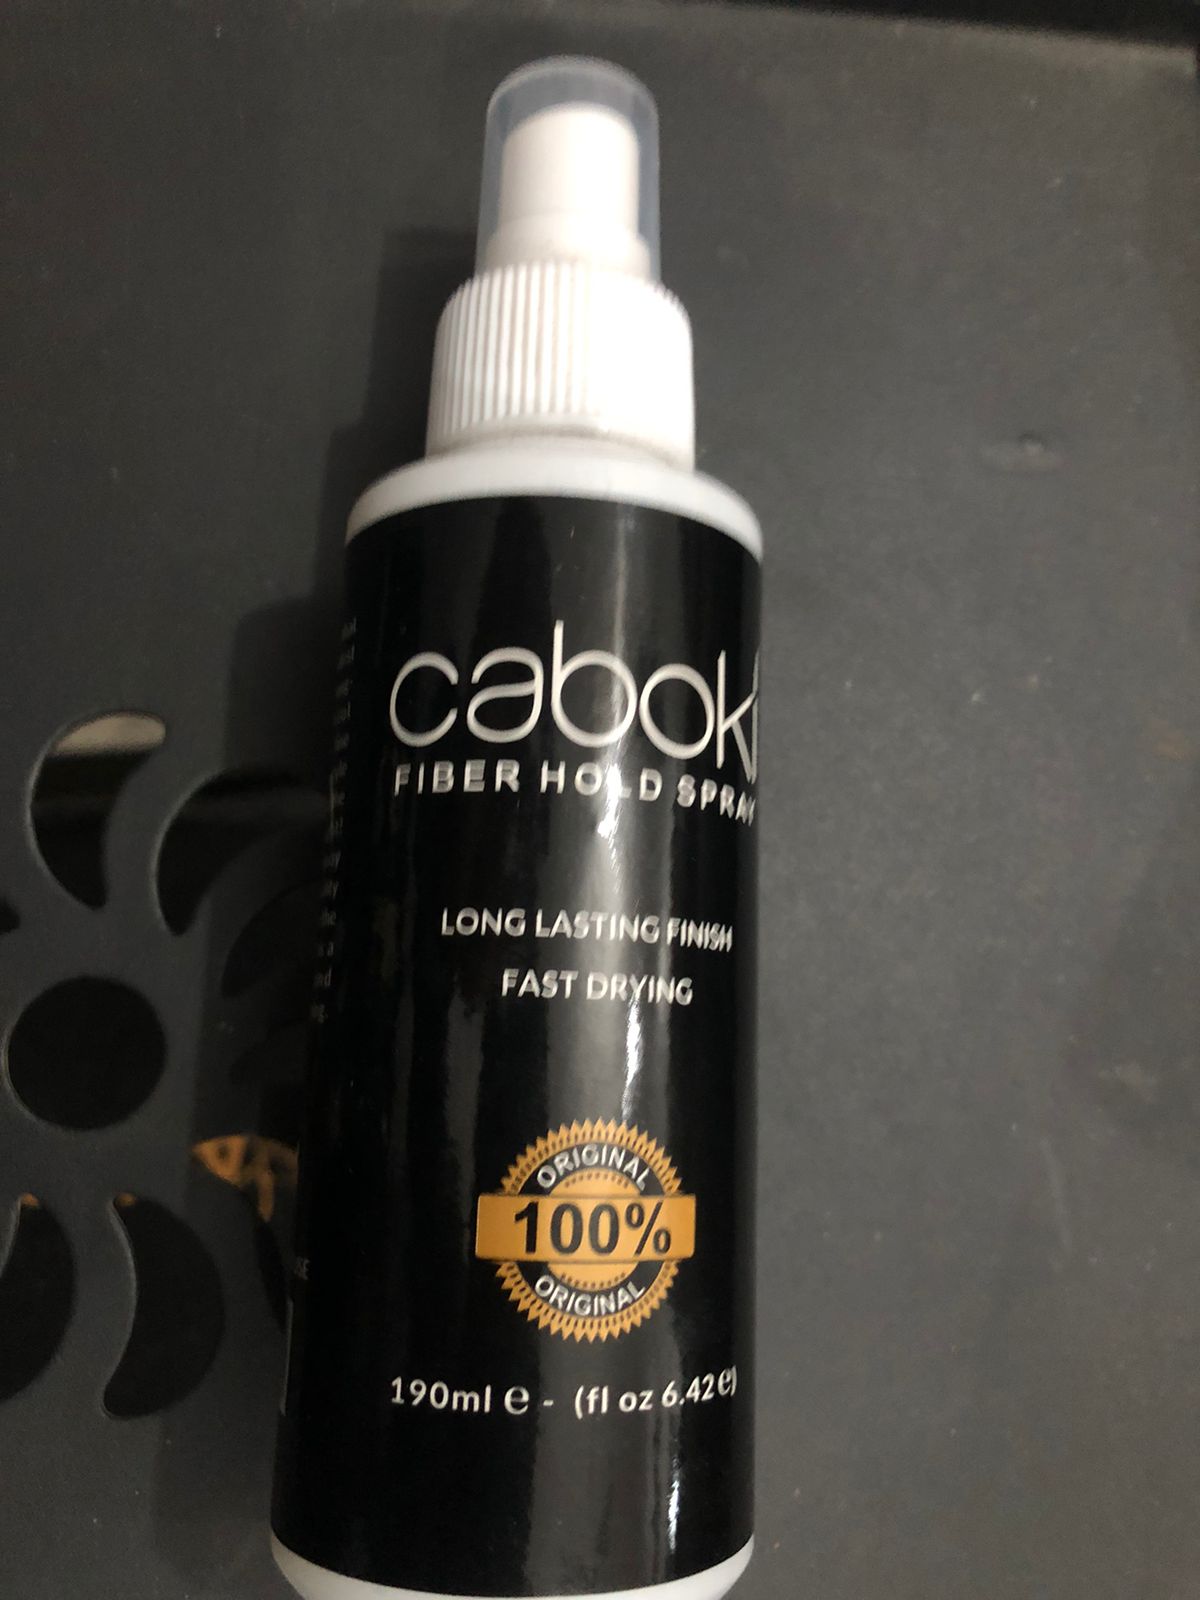 caboki
FIBER HOLD SPRAY
LONG LASTING FINISH
FAST DRYING
ORIGINAL
100%
ORIGINAL
190ml e - (fl oz 6.42 e)